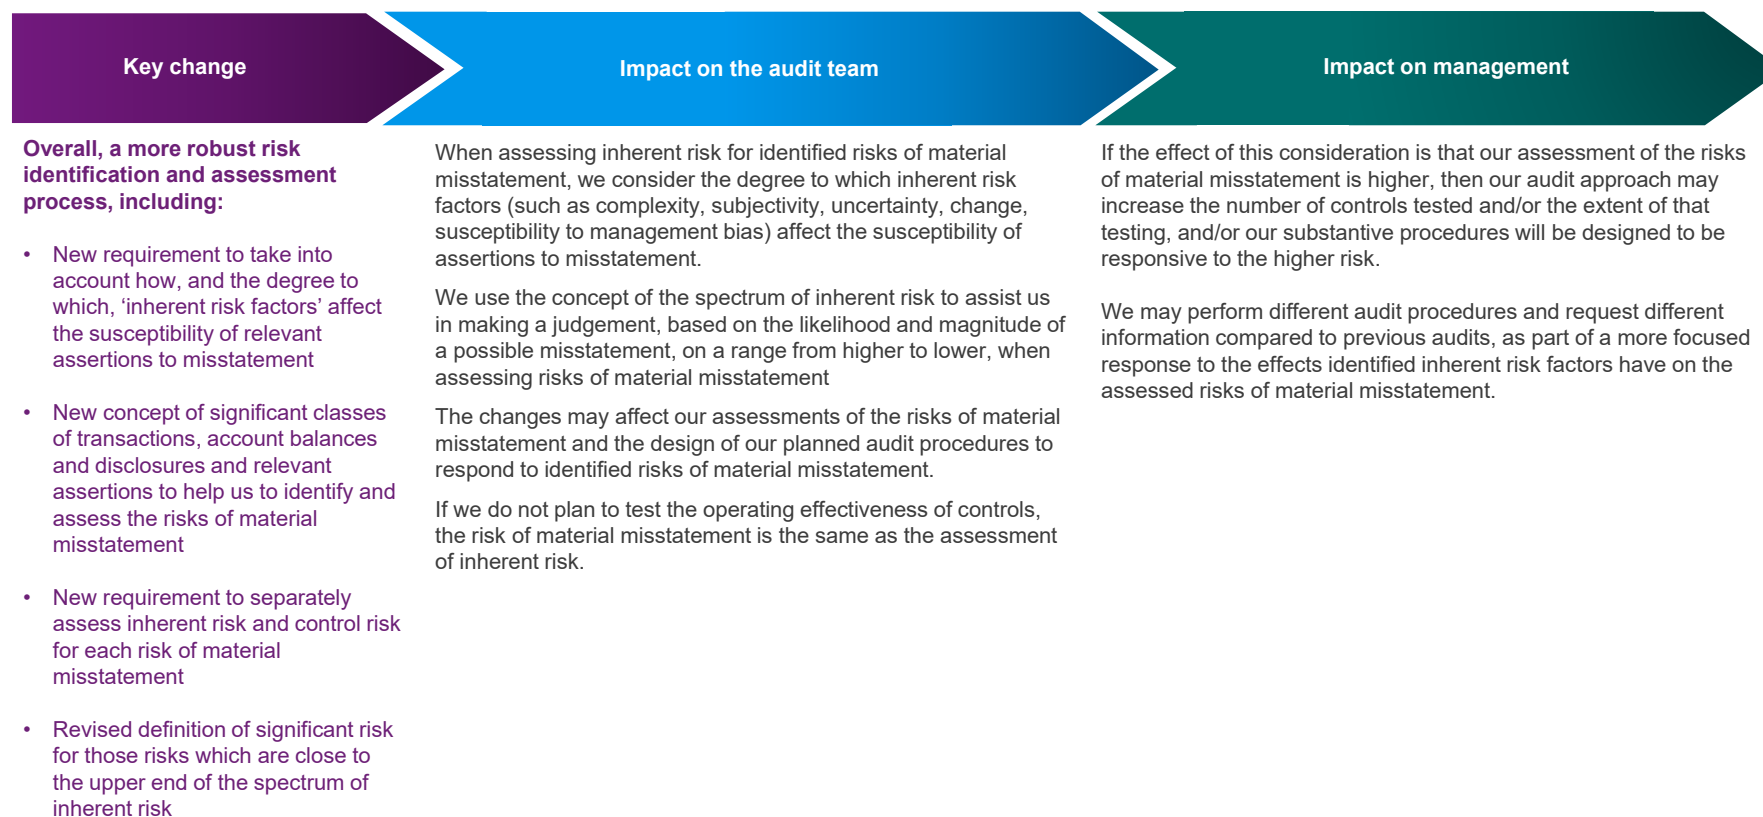 Key change
Impact on the audit team
Impact on management
Overall, a more robust risk
identification and assessment
process, including:
• New requirement to take into
account how, and the degree to
which, ‘inherent risk factors’ affect
the susceptibility of relevant
assertions to misstatement
• New concept of significant classes
of transactions, account balances
and disclosures and relevant
assertions to help us to identify and
assess the risks of material
misstatement
• New requirement to separately
assess inherent risk and control risk
for each risk of material
misstatement
• Revised definition of significant risk
for those risks which are close to
the upper end of the spectrum of
inherent risk
When assessing inherent risk for identified risks of material
misstatement, we consider the degree to which inherent risk
factors (such as complexity, subjectivity, uncertainty, change,
susceptibility to management bias) affect the susceptibility of
assertions to misstatement.
We use the concept of the spectrum of inherent risk to assist us
in making a judgement, based on the likelihood and magnitude of
a possible misstatement, on a range from higher to lower, when
assessing risks of material misstatement
The changes may affect our assessments of the risks of material
misstatement and the design of our planned audit procedures to
respond to identified risks of material misstatement.
If we do not plan to test the operating effectiveness of controls,
the risk of material misstatement is the same as the assessment
of inherent risk.
If the effect of this consideration is that our assessment of the risks
of material misstatement is higher, then our audit approach may
increase the number of controls tested and/or the extent of that
testing, and/or our substantive procedures will be designed to be
responsive to the higher risk.
We may perform different audit procedures and request different
information compared to previous audits, as part of a more focused
response to the effects identified inherent risk factors have on the
assessed risks of material misstatement.